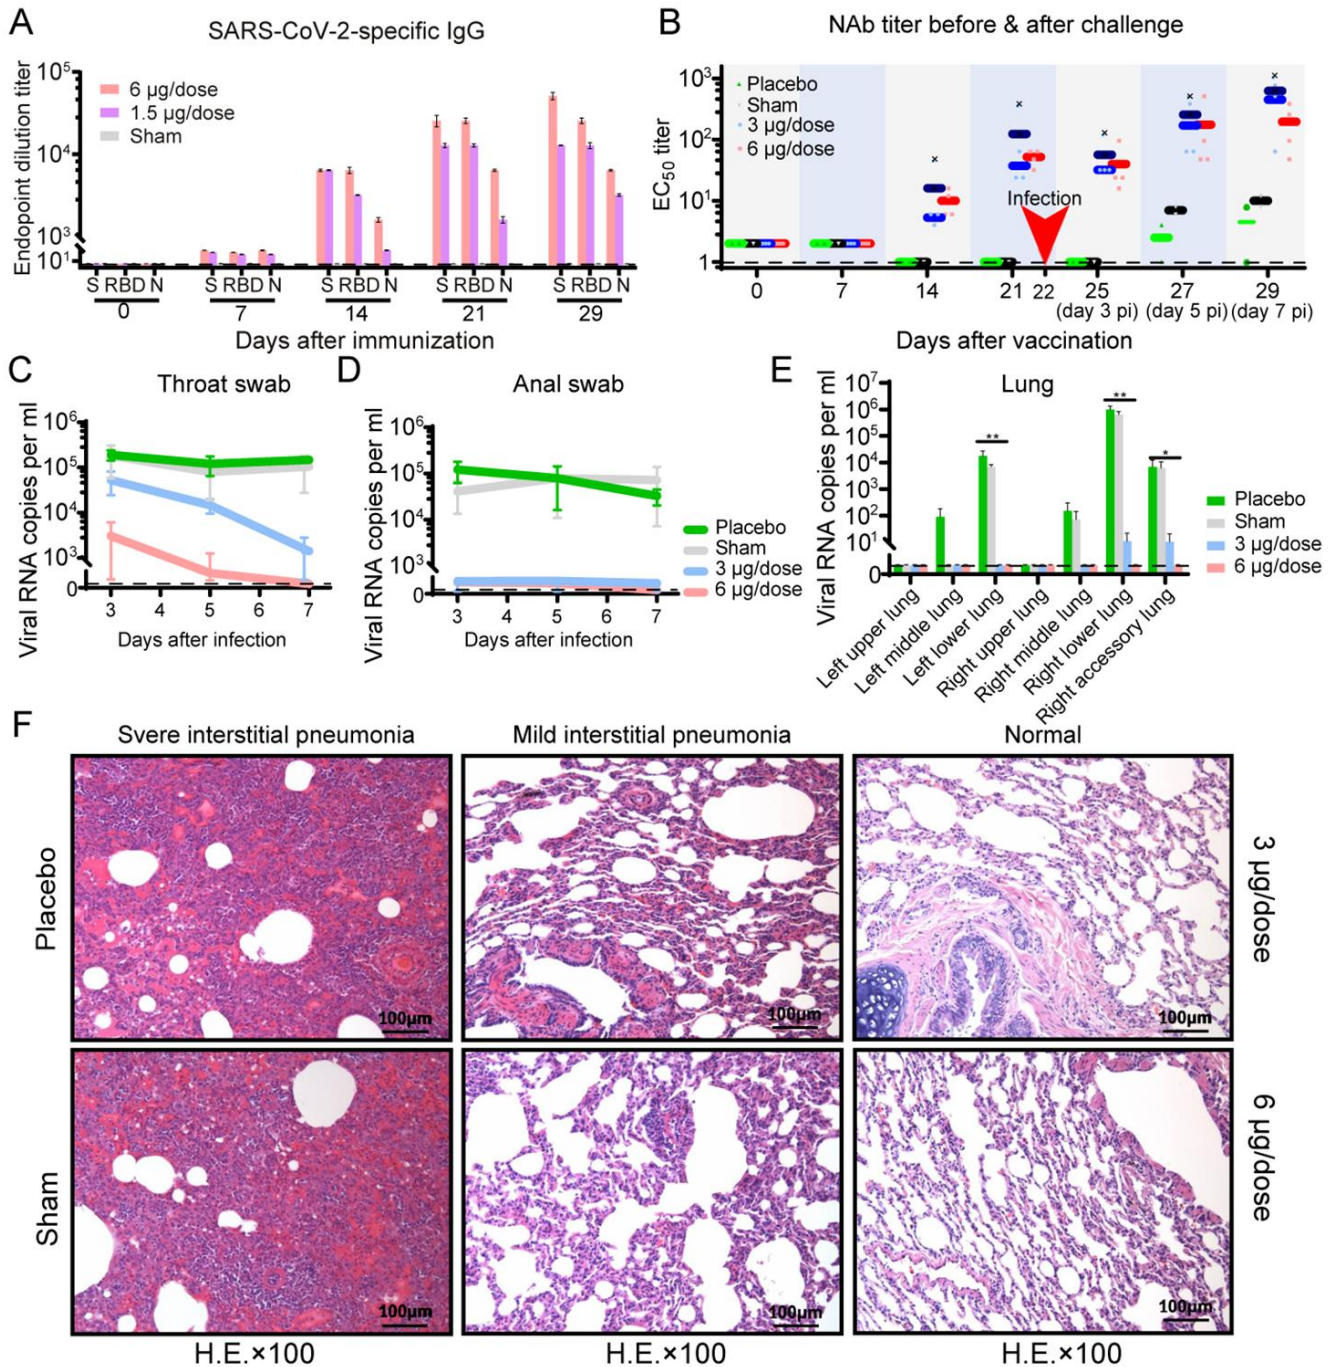 A
SARS-CoV-2-specific IgG
Endpoint dilution titer
10⁵
10⁴
10³
10¹
6 μg/dose
1.5 μg/dose
Sham
S RBD N S RBD N S RBD N S RBD N S RBD N
0 7 14 21 29
Days after immunization
B
NAb titer before & after challenge
EC₅₀ titer
10³
10²
10¹
1
Placebo
Sham
3 μg/dose
6 μg/dose
Infection
0 7 14 21 22 25 27 29
(day 3 pi) (day 5 pi) (day 7 pi)
Days after vaccination
C
Throat swab
Viral RNA copies per ml
10⁶
10⁵
10⁴
10³
0
3 4 5 6 7
Days after infection
D
Anal swab
Viral RNA copies per ml
10⁶
10⁵
10⁴
0
3 4 5 6 7
Days after infection
Placebo
Sham
3 μg/dose
6 μg/dose
E
Lung
Viral RNA copies per ml
10⁷
10⁶
10⁵
10⁴
10³
10²
10¹
0
** ** *
Left upper lung
Left middle lung
Left lower lung
Right upper lung
Right middle lung
Right lower lung
Right accessory lung
Placebo
Sham
3 μg/dose
6 μg/dose
F
Svere interstitial pneumonia Mild interstitial pneumonia Normal
Placebo
100μm 100μm 100μm
3 μg/dose
Sham
100μm 100μm 100μm
6 μg/dose
H.E.×100 H.E.×100 H.E.×100